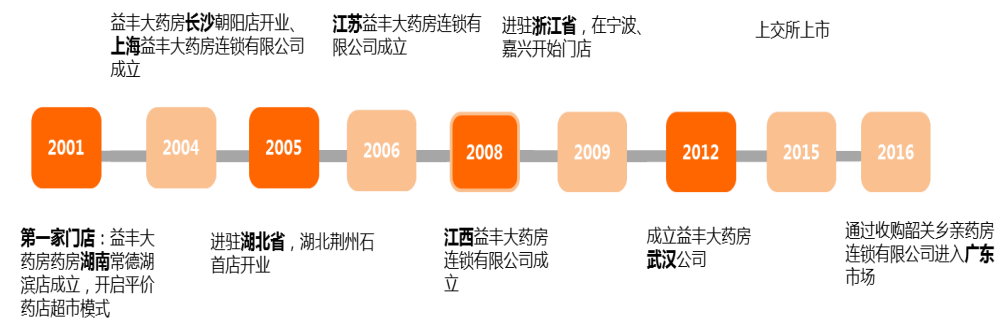 益丰大药房长沙朝阳店开业、
上海益丰大药房连锁有限公司
成立
江苏益丰大药房连锁有
限公司成立
进驻浙江省，在宁波、
嘉兴开始门店
上交所上市
2001
2004
2005
2006
2008
2009
2012
2015
2016
第一家门店：益丰大
药房药房湖南常德湖
滨店成立，开启平价
药店超市模式
进驻湖北省，湖北荆州石
首店开业
江西益丰大药房
连锁有限公司成
立
成立益丰大药房
武汉公司
通过收购韶关乡亲药房
连锁有限公司进入广东
市场